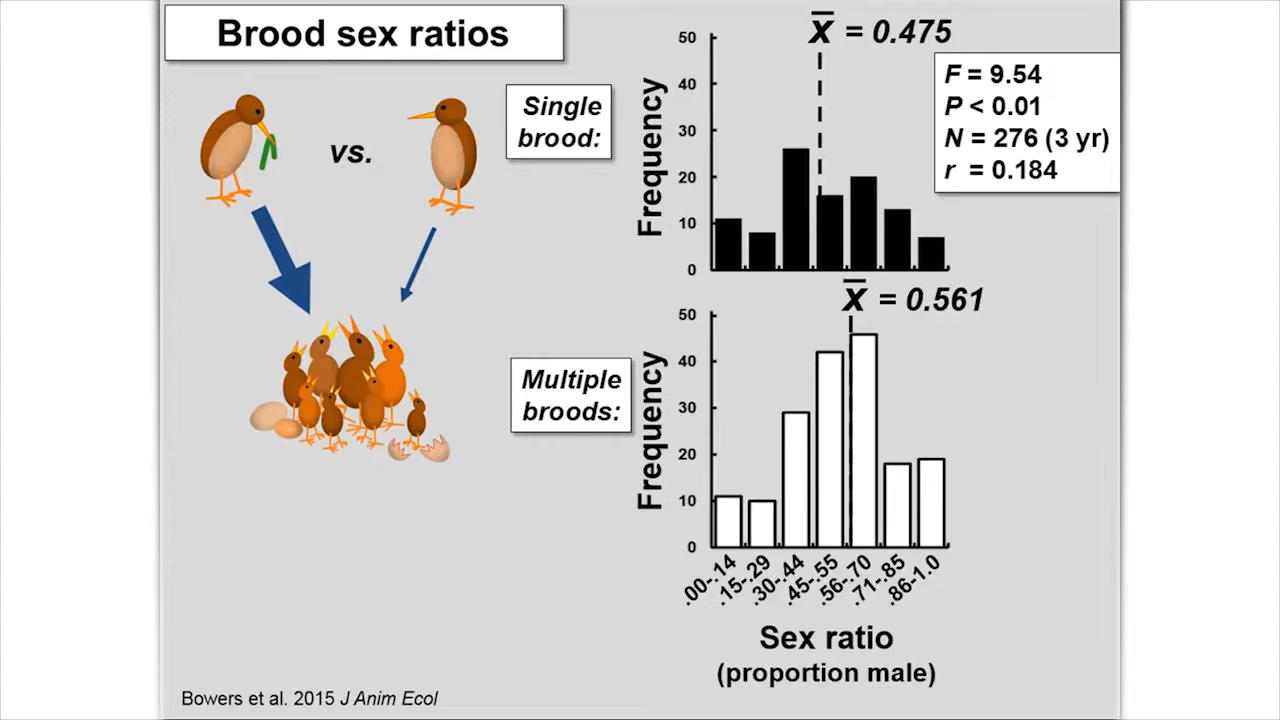 Brood sex ratios
vs.
Single
brood:
x̄ = 0.475
F = 9.54
P < 0.01
N = 276 (3 yr)
r = 0.184
Frequency
50
40
30
20
10
0
Multiple
broods:
x̄ = 0.561
Frequency
50
40
30
20
10
0
.00-.14
.15-.29
.30-.44
.45-.55
.56-.70
.71-.85
.86-1.0
Sex ratio
(proportion male)
Bowers et al. 2015 J Anim Ecol